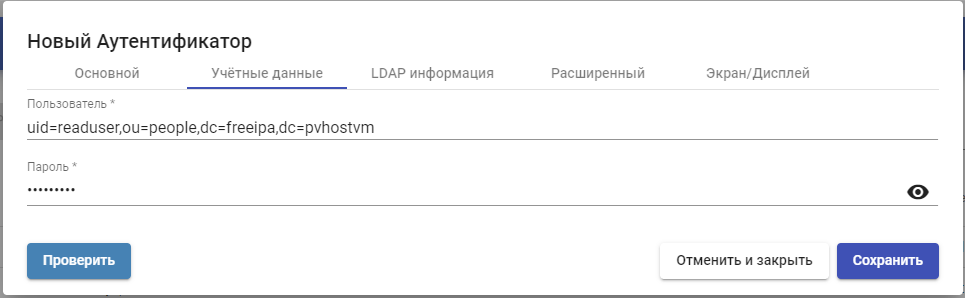 Новый Аутентификатор
Основной Учётные данные LDAP информация Расширенный Экран/Дисплей
Пользователь *
uid=readuser,ou=people,dc=freeipa,dc=pvhostvm
Пароль *
•••••••••
Проверить Отменить и закрыть Сохранить